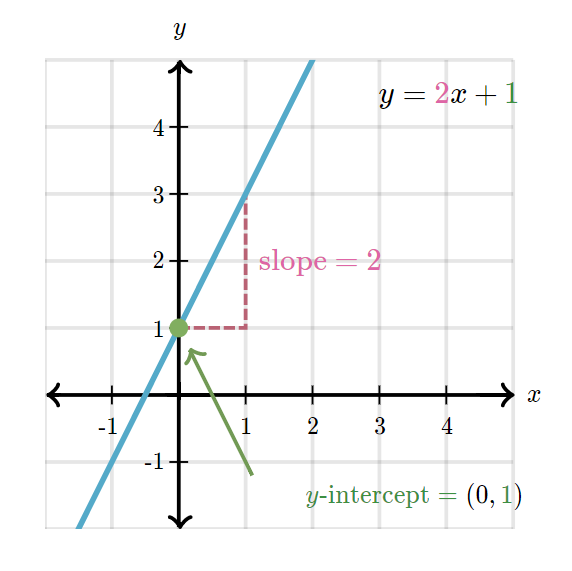 y
y = 2x + 1
4
3
2
slope = 2
1
x
-1 1 2 3 4
-1
y-intercept = (0, 1)